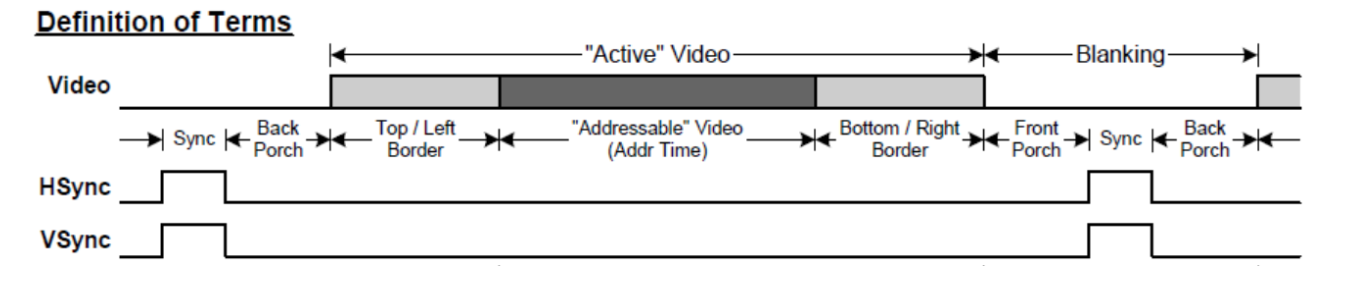 Definition of Terms
"Active" Video
Blanking
Video
Sync
Back
Porch
Top / Left
Border
"Addressable" Video
(Addr Time)
Bottom / Right
Border
Front
Porch
Sync
Back
Porch
HSync
VSync